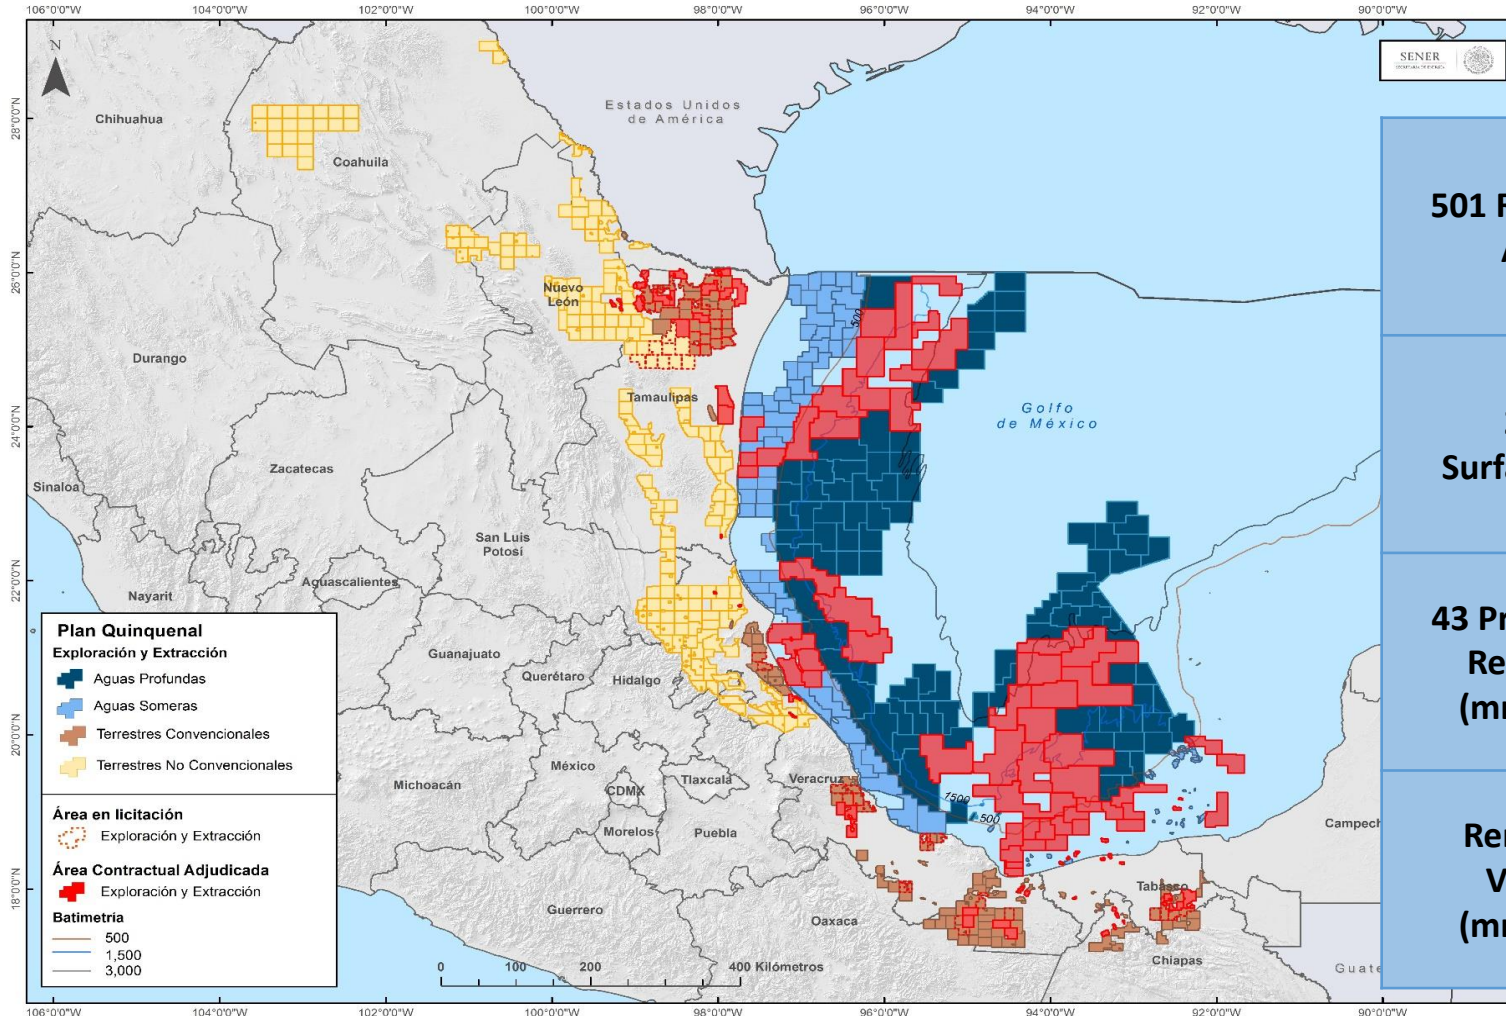 106°0'0"W 104°0'0"W 102°0'0"W 100°0'0"W 98°0'0"W 96°0'0"W 94°0'0"W 92°0'0"W 90°0'0"W
N
SENER
28°0'0"N
26°0'0"N
24°0'0"N
22°0'0"N
20°0'0"N
18°0'0"N
Estados Unidos
de América
Chihuahua
Coahuila
Nuevo
León
Durango
Tamaulipas
Golfo
de México
Zacatecas
Sinaloa
San Luis
Potosí
Aguascalientes
Nayarit
Guanajuato
Querétaro
Hidalgo
México
Tlaxcala
Veracruz
Michoacán
CDMX
Morelos
Puebla
Campech
Guerrero
Oaxaca
Tabasco
Chiapas
Guate
500
1500
500
Plan Quinquenal
Exploración y Extracción
Aguas Profundas
Aguas Someras
Terrestres Convencionales
Terrestres No Convencionales
Área en licitación
Exploración y Extracción
Área Contractual Adjudicada
Exploración y Extracción
Batimetría
500
1,500
3,000
0 100 200 400 Kilómetros
501 F
A
Surfa
43 Pr
Re
(mr
Rer
V
(mr
106°0'0"W 104°0'0"W 102°0'0"W 100°0'0"W 98°0'0"W 96°0'0"W 94°0'0"W 92°0'0"W 90°0'0"W